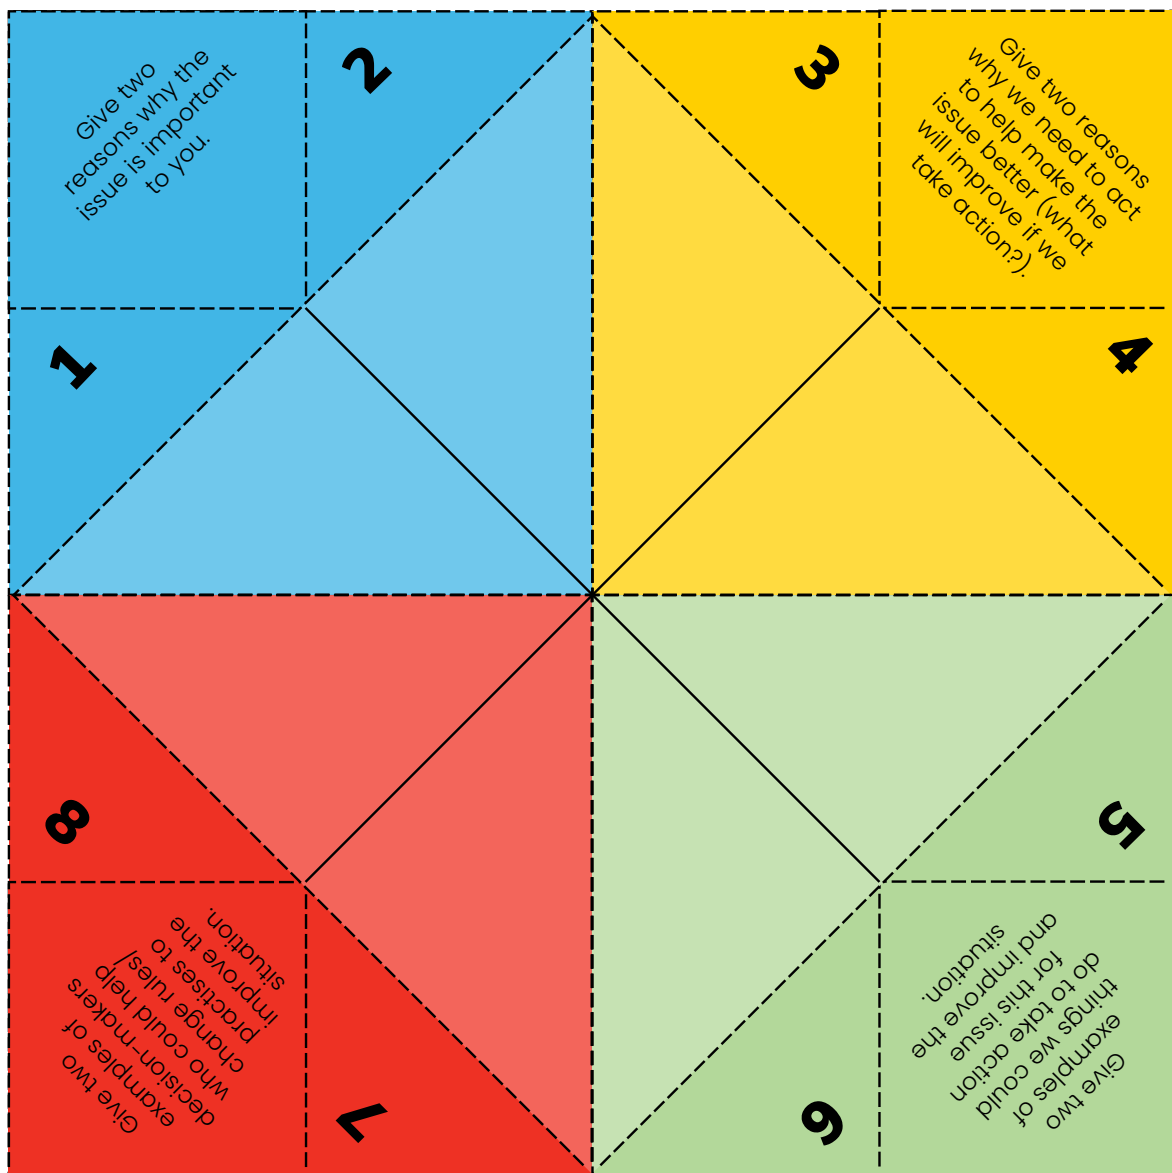 Give two
reasons why the
issue is important
to you.
1
2
3
Give two reasons
why we need to act
to help make the
issue better (what
will improve if we
take action?).
4
5
Give two
examples of
things we could
do to take action
for this issue
and improve the
situation.
6
7
Give two
examples of
decision-makers
who could help
change rules/
practises to
improve the
situation.
8